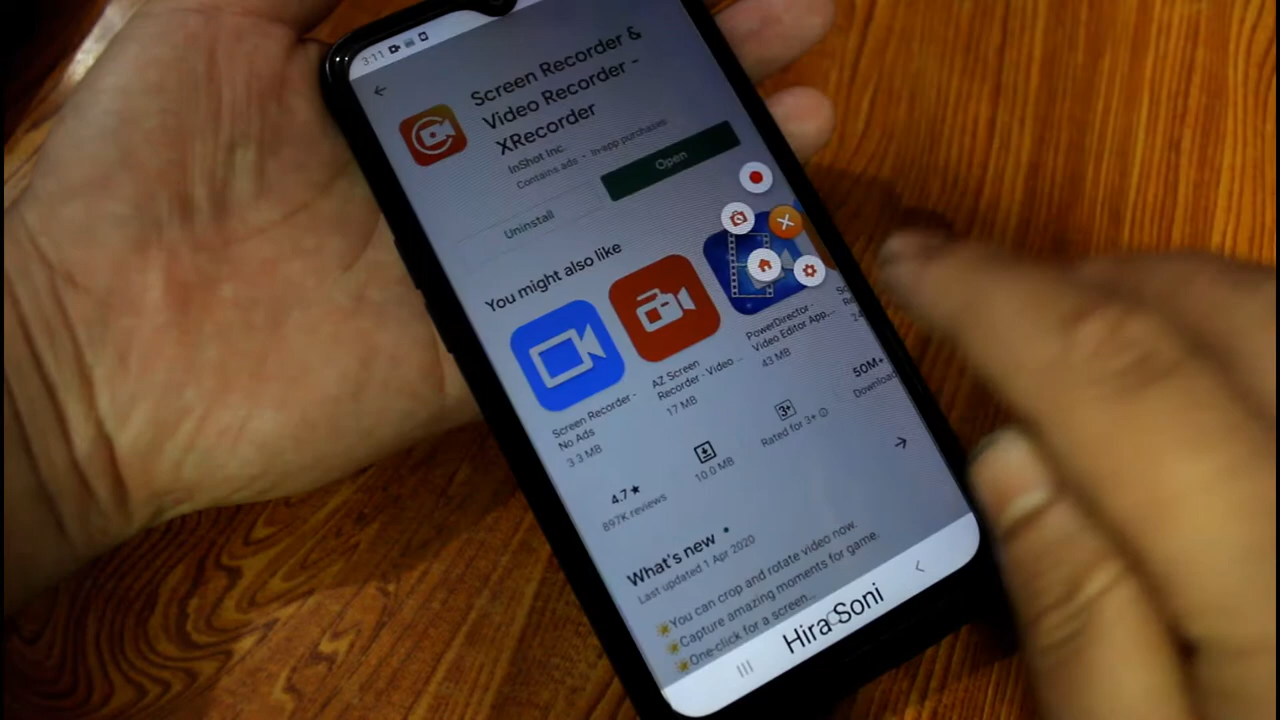 3:11
Screen Recorder &
Video Recorder -
XRecorder
InShot Inc.
Contains ads - In-app purchases
Uninstall
Open
You might also like
Screen Recorder -
No Ads
3.3 MB
AZ Screen
Recorder - Video ...
17 MB
PowerDirector -
Video Editor App...
43 MB
4.7★
897K reviews
10.0 MB
3+
Rated for 3+
50M+
What's new
Last updated 1 Apr 2020
🌟You can crop and rotate video now.
🌟Capture amazing moments for game.
🌟One-click for a screen...
Hira Soni